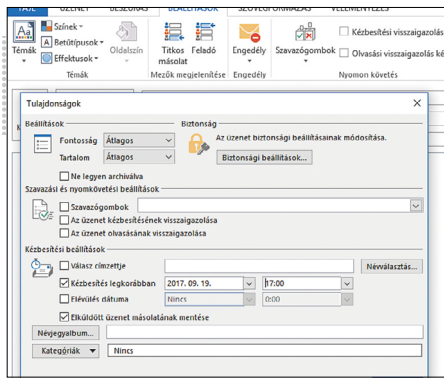 FÁJL ÜZENET BESZÚRÁS BEÁLLÍTÁSOK SZÖVEGFORMÁZÁS VÉLEMÉNYEZÉS
Témák
Színek
Betűtípusok
Effektusok
Oldalszín
Titkos másolat
Feladó
Engedély
Szavazógombok
Kézbesítési visszaigazolás
Olvasási visszaigazolás ké
Témák
Mezők megjelenítése
Engedély
Nyomon követés
Tulajdonságok
Beállítások
Biztonság
Fontosság Átlagos
Az üzenet biztonsági beállításainak módosítása.
Tartalom Átlagos
Biztonsági beállítások...
Ne legyen archiválva
Szavazási és nyomkövetési beállítások
Szavazógombok
Az üzenet kézbesítésének visszaigazolása
Az üzenet olvasásának visszaigazolása
Kézbesítési beállítások
Válasz címzettje
Névválasztás...
Kézbesítés legkorábban 2017. 09. 19. 17:00
Elévülés dátuma Nincs 0:00
Elküldött üzenet másolatának mentése
Névjegyalbum...
Kategóriák Nincs